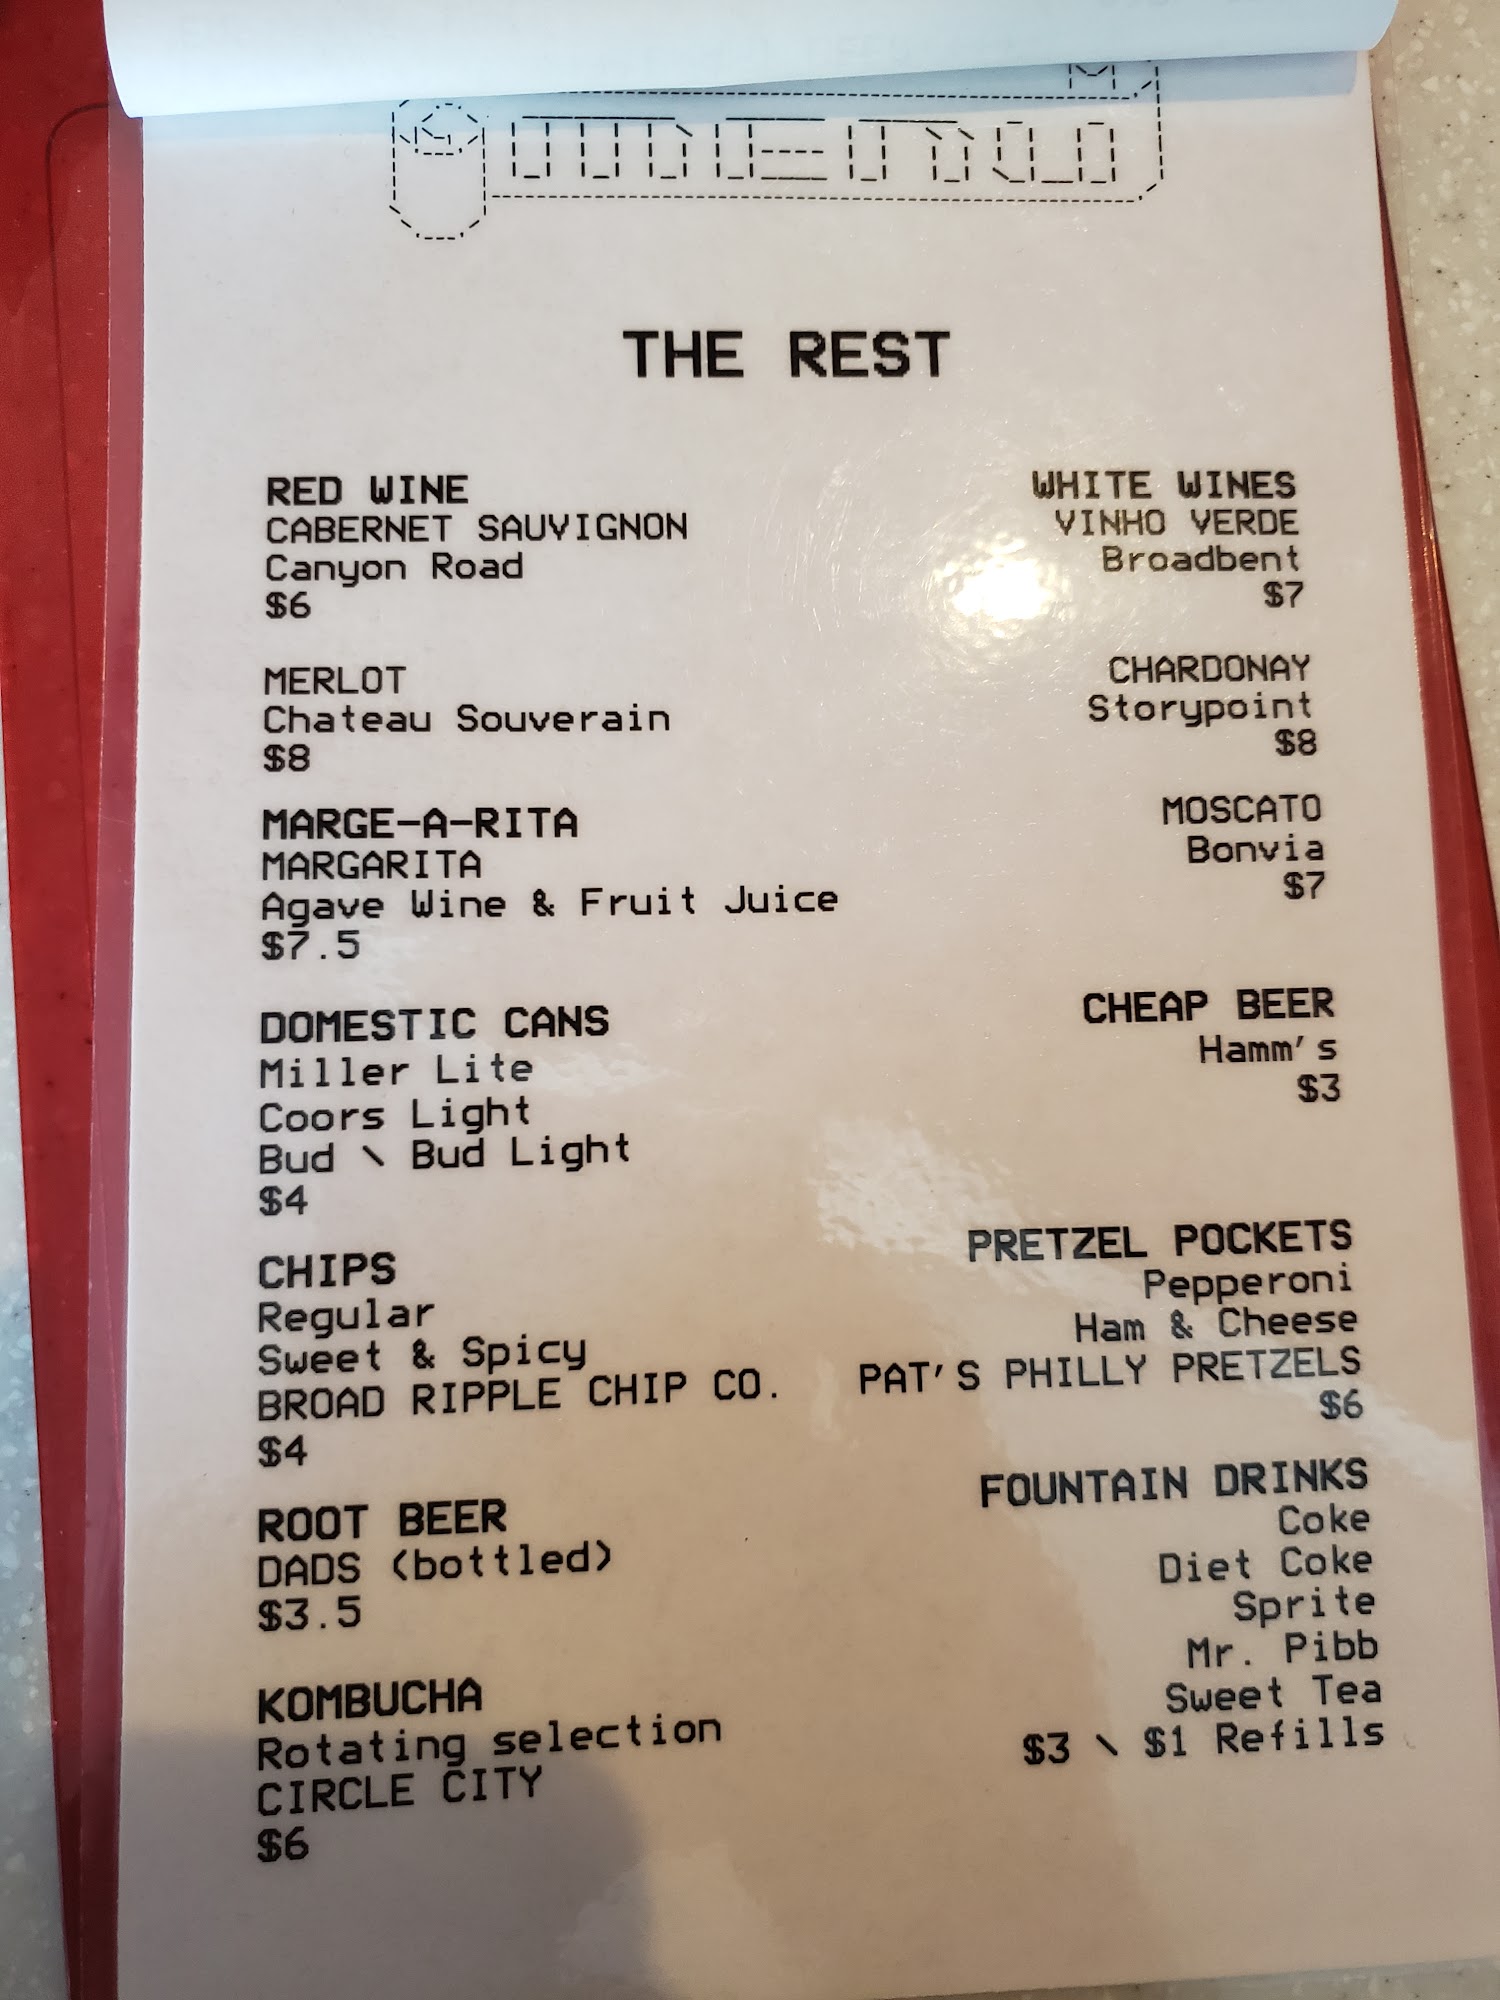 MENU
THE REST
RED WINE
CABERNET SAUVIGNON
Canyon Road
$6
MERLOT
Chateau Souverain
$8
MARGE-A-RITA
MARGARITA
Agave Wine & Fruit Juice
$7.5
DOMESTIC CANS
Miller Lite
Coors Light
Bud \ Bud Light
$4
CHIPS
Regular
Sweet & Spicy
BROAD RIPPLE CHIP CO.
$4
ROOT BEER
DADS (bottled)
$3.5
KOMBUCHA
Rotating selection
CIRCLE CITY
$6
WHITE WINES
VINHO VERDE
Broadbent
$7
CHARDONAY
Storypoint
$8
MOSCATO
Bonvia
$7
CHEAP BEER
Hamm's
$3
PRETZEL POCKETS
Pepperoni
Ham & Cheese
PAT'S PHILLY PRETZELS
$6
FOUNTAIN DRINKS
Coke
Diet Coke
Sprite
Mr. Pibb
Sweet Tea
$3 \ $1 Refills